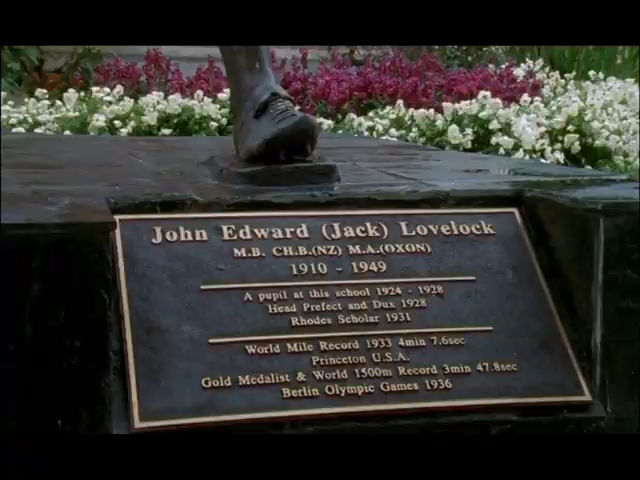 John Edward (Jack) Lovelock
M.B. CH.B.(NZ) M.A.(OXON)
1910 - 1949
A pupil at this school 1924 - 1928
Head Prefect and Dux 1928
Rhodes Scholar 1931
World Mile Record 1933 4min 7.6sec
Princeton U.S.A.
Gold Medalist & World 1500m Record 3min 47.8sec
Berlin Olympic Games 1936